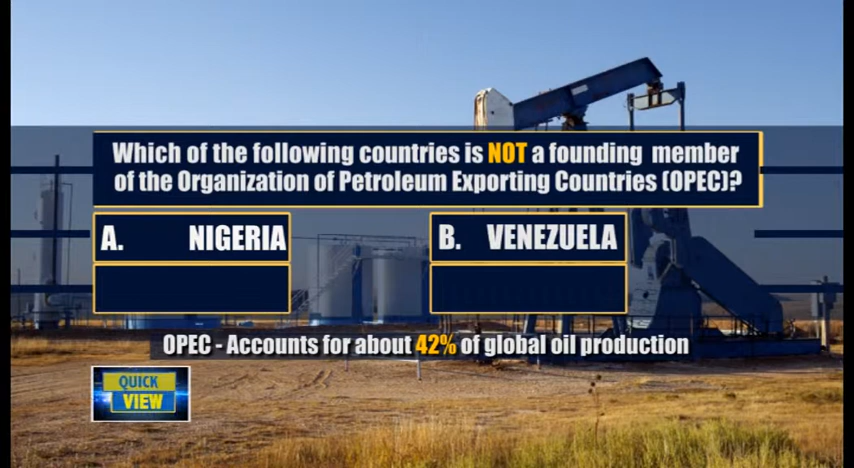 Which of the following countries is NOT a founding member
of the Organization of Petroleum Exporting Countries (OPEC)?
A. NIGERIA
B. VENEZUELA
OPEC - Accounts for about 42% of global oil production
QUICK
VIEW